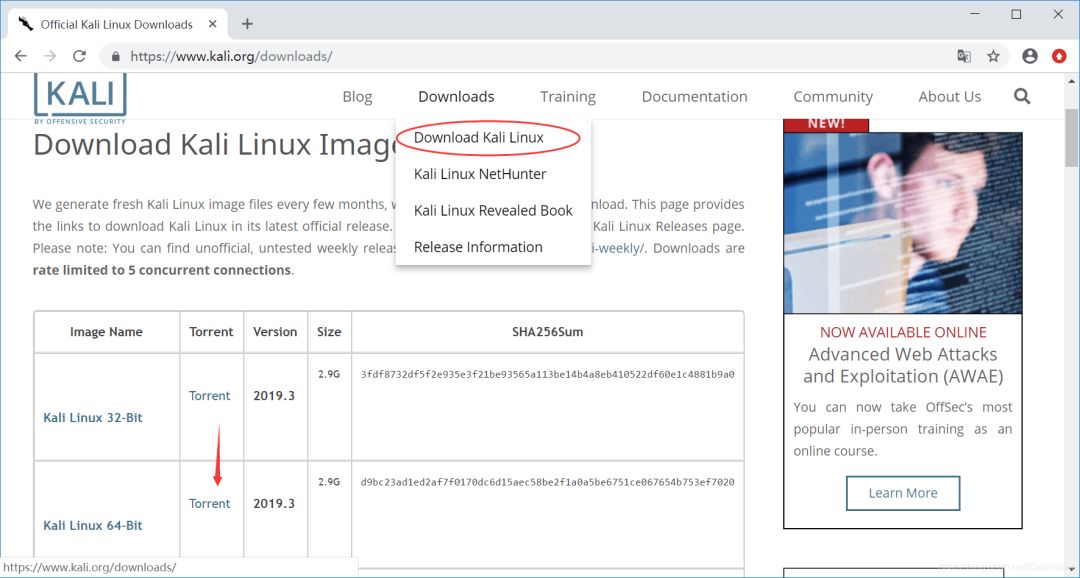 Official Kali Linux Downloads
https://www.kali.org/downloads/
KALI
BY OFFENSIVE SECURITY
Blog
Downloads
Training
Documentation
Community
About Us
Download Kali Linux
Kali Linux NetHunter
Kali Linux Revealed Book
Release Information
Download Kali Linux Imag
We generate fresh Kali Linux image files every few months, nload. This page provides
the links to download Kali Linux in its latest official release. Kali Linux Releases page.
Please note: You can find unofficial, untested weekly releas i-weekly/. Downloads are
rate limited to 5 concurrent connections.
Image Name Torrent Version Size SHA256Sum
Kali Linux 32-Bit Torrent 2019.3 2.9G 3fdf8732df5f2e935e3f21be93565a113be14b4a8eb410522df60e1c4881b9a0
Kali Linux 64-Bit Torrent 2019.3 2.9G d9bc23ad1ed2af7f0170dc6d15aec58be2f1a0a5be6751ce067654b753ef7020
NEW!
NOW AVAILABLE ONLINE
Advanced Web Attacks
and Exploitation (AWAE)
You can now take OffSec's most
popular in-person training as an
online course.
Learn More
https://www.kali.org/downloads/